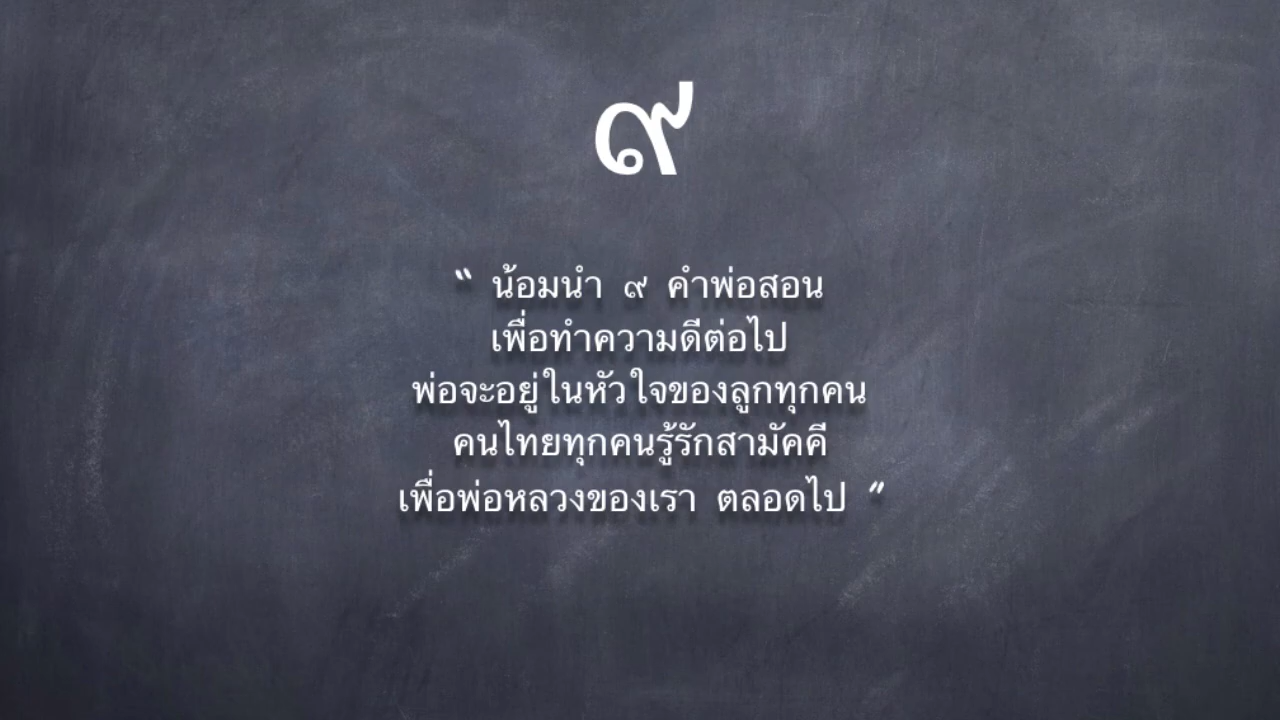 ๙
“ น้อมนำ ๙ คำพ่อสอน
เพื่อทำความดีต่อไป
พ่อจะอยู่ในหัวใจของลูกทุกคน
คนไทยทุกคนรู้รักสามัคคี
เพื่อพ่อหลวงของเรา ตลอดไป ”